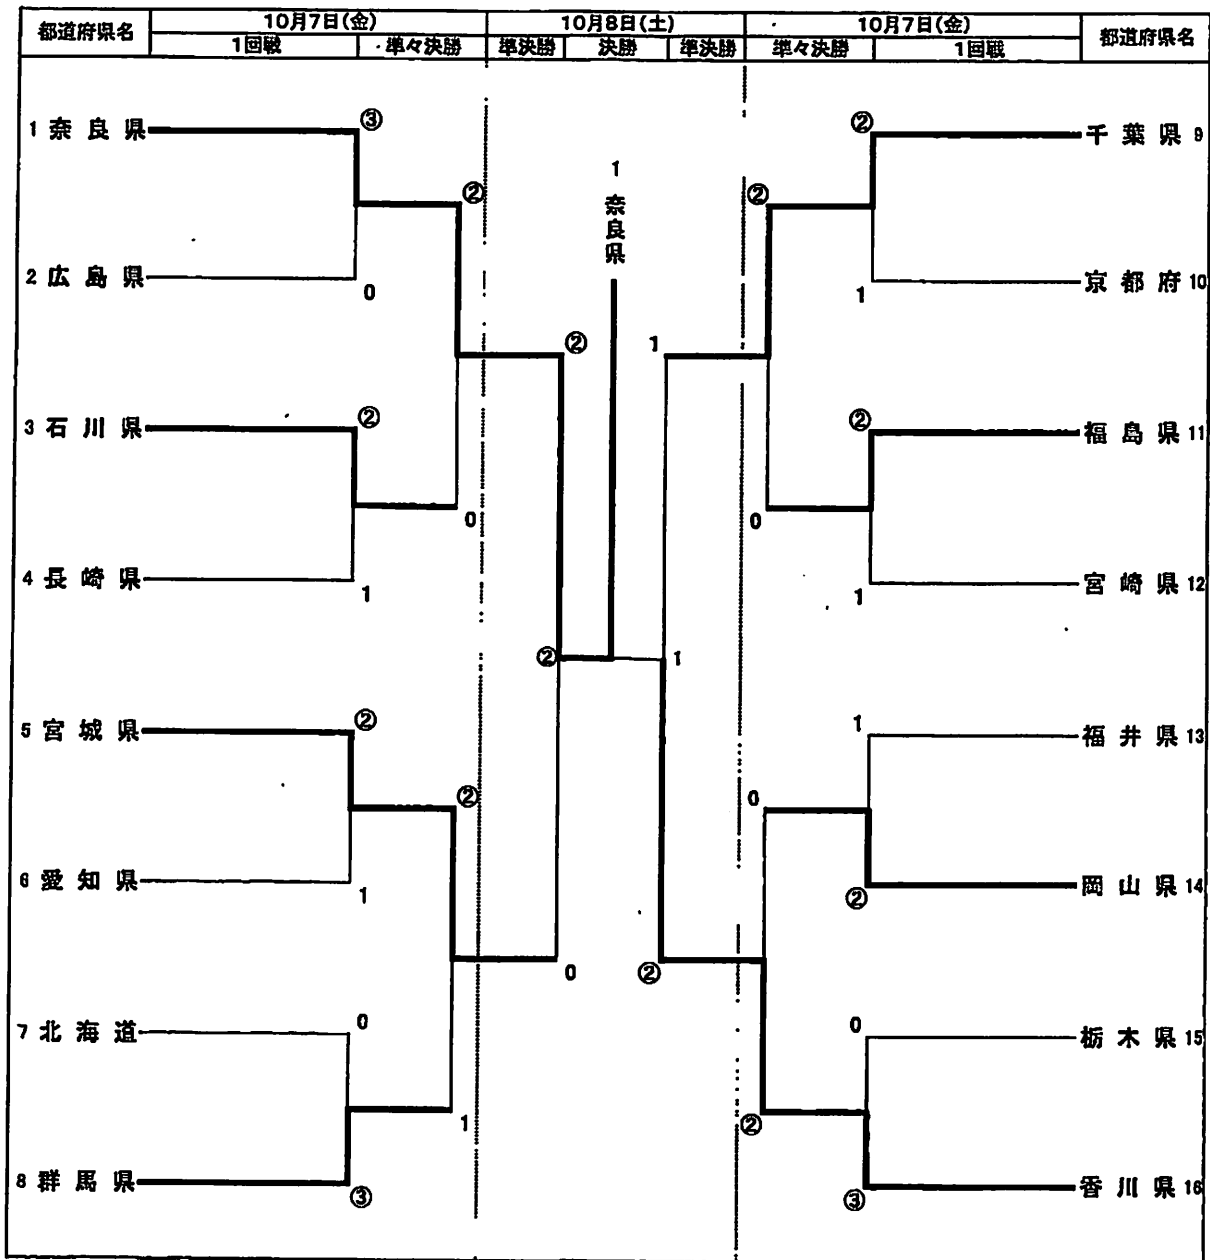 都道府県名 10月7日(金) 10月8日(土) 10月7日(金) 都道府県名
1回戦 準々決勝 準決勝 決勝 準決勝 準々決勝 1回戦
③ ②
1 奈良県 千葉県 9
1 奈良県
② ②
2 広島県 京都府 10
0 1
② 1
② ②
3 石川県 福島県 11
0 0
4 長崎県 宮崎県 12
1 1
② 1
② 1
5 宮城県 福井県 13
② 0
6 愛知県 岡山県 14
1 ②
0 ②
0 0
7 北海道 栃木県 15
1 ②
8 群馬県 香川県 16
③ ③